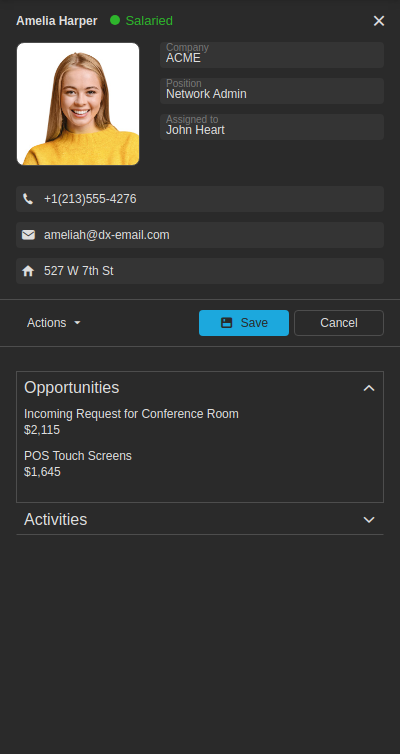 Amelia Harper
Salaried
Company
ACME
Position
Network Admin
Assigned to
John Heart
+1(213)555-4276
ameliah@dx-email.com
527 W 7th St
Actions
Save
Cancel
Opportunities
Incoming Request for Conference Room
$2,115
POS Touch Screens
$1,645
Activities